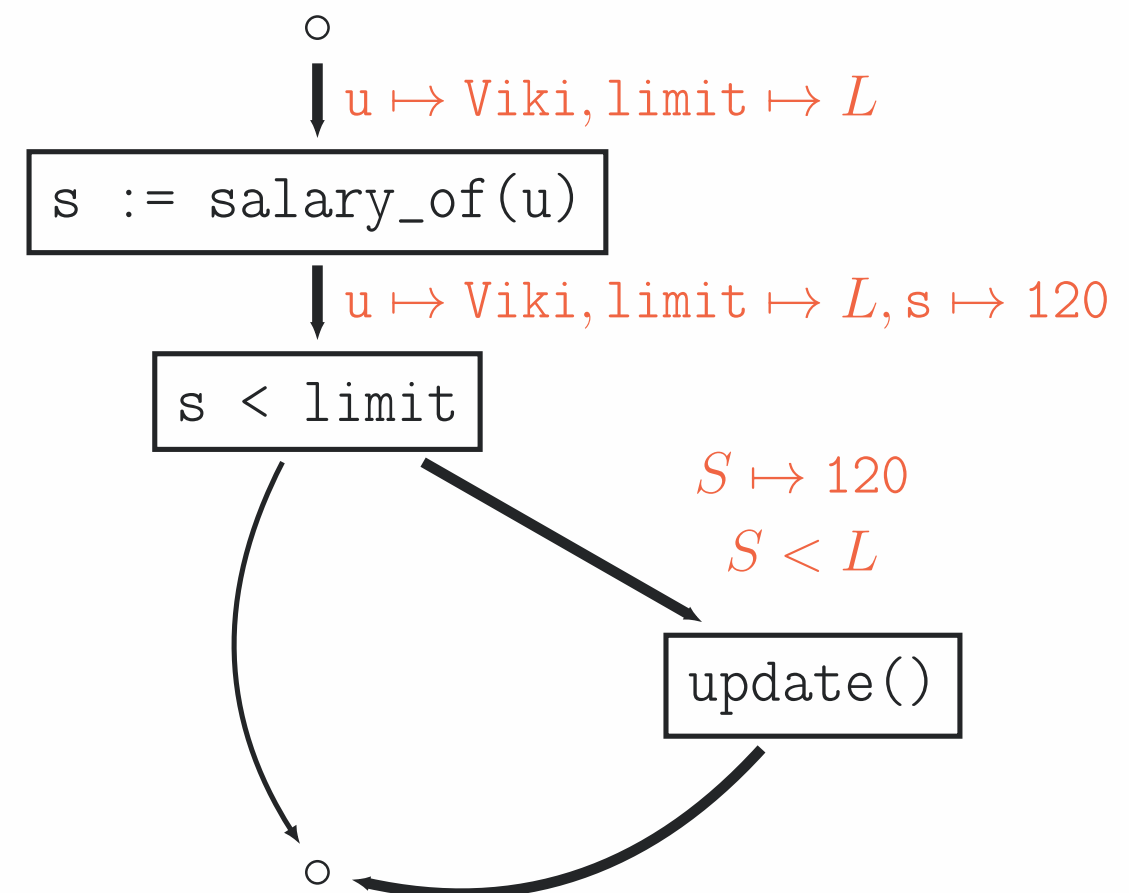 u ↦ Viki, limit ↦ L
s := salary_of(u)
u ↦ Viki, limit ↦ L, s ↦ 120
s < limit
S ↦ 120
S < L
update()